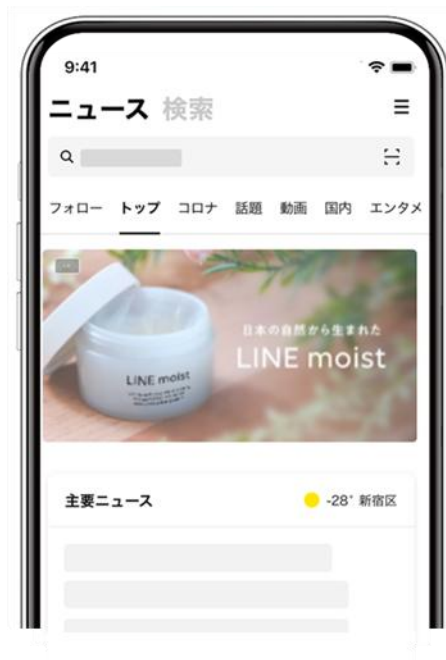 9:41
ニュース 検索
フォロー トップ コロナ 話題 動画 国内 エンタメ
日本の自然から生まれた
LINE moist
LINE moist
主要ニュース -28° 新宿区